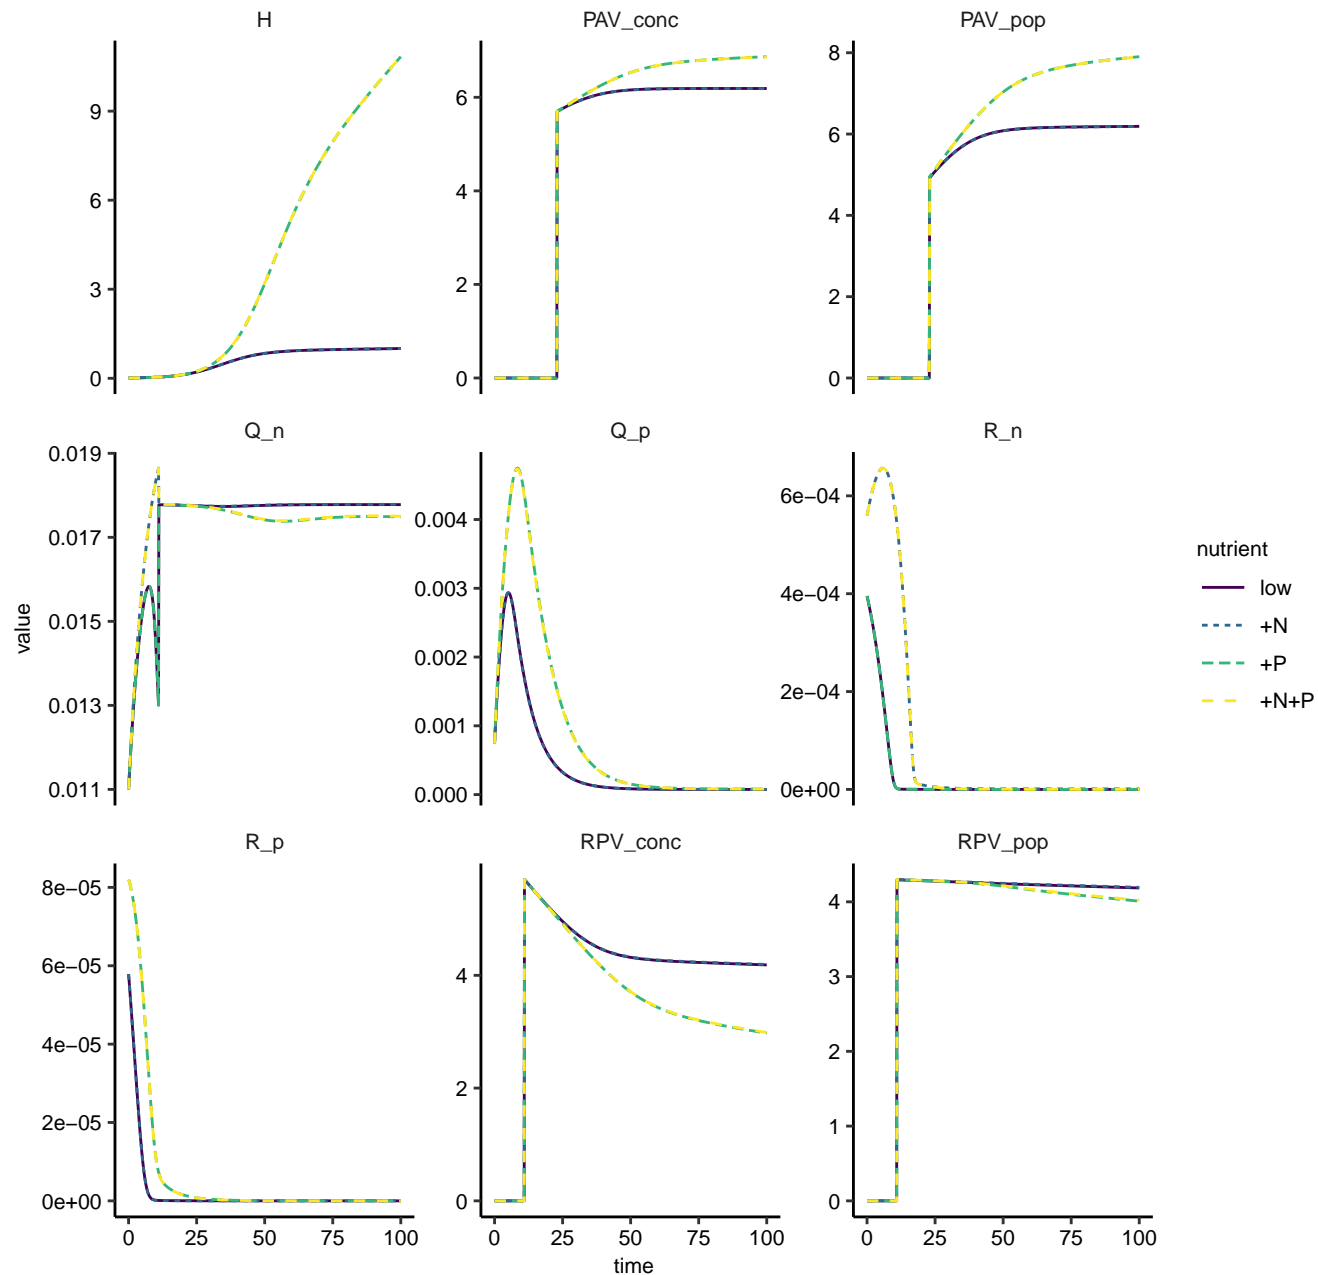 H
PAV_conc
PAV_pop
9
6
3
0
6
4
2
0
8
6
4
2
0
Q_n
Q_p
R_n
0.019
0.017
0.015
0.013
0.011
0.004
0.003
0.002
0.001
0.000
6e−04
4e−04
2e−04
0e+00
value
nutrient
low
+N
+P
+N+P
R_p
RPV_conc
RPV_pop
8e−05
6e−05
4e−05
2e−05
0e+00
4
2
0
4
3
2
1
0
0 25 50 75 100
0 25 50 75 100
0 25 50 75 100
time